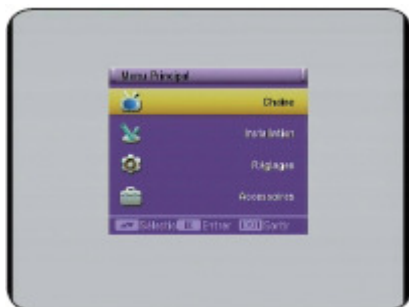 Menu Principal
Chaîne
Installation
Réglages
Accessoires
Sélectio OK Entrer EXIT Sortir